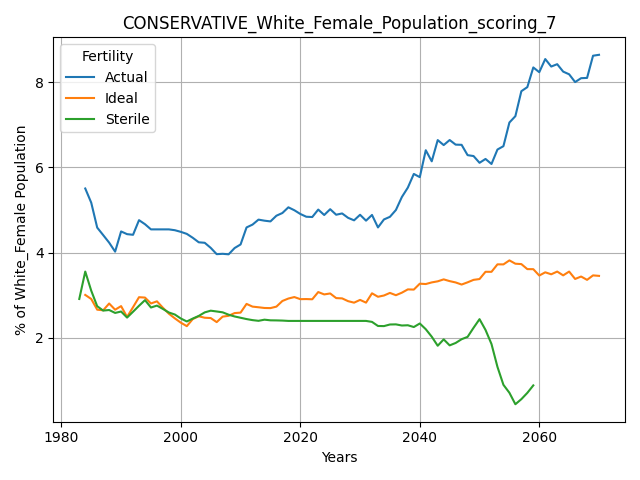 CONSERVATIVE_White_Female_Population_scoring_7
Fertility
Actual
Ideal
Sterile
% of White_Female Population
8
6
4
2
1980
2000
2020
2040
2060
Years